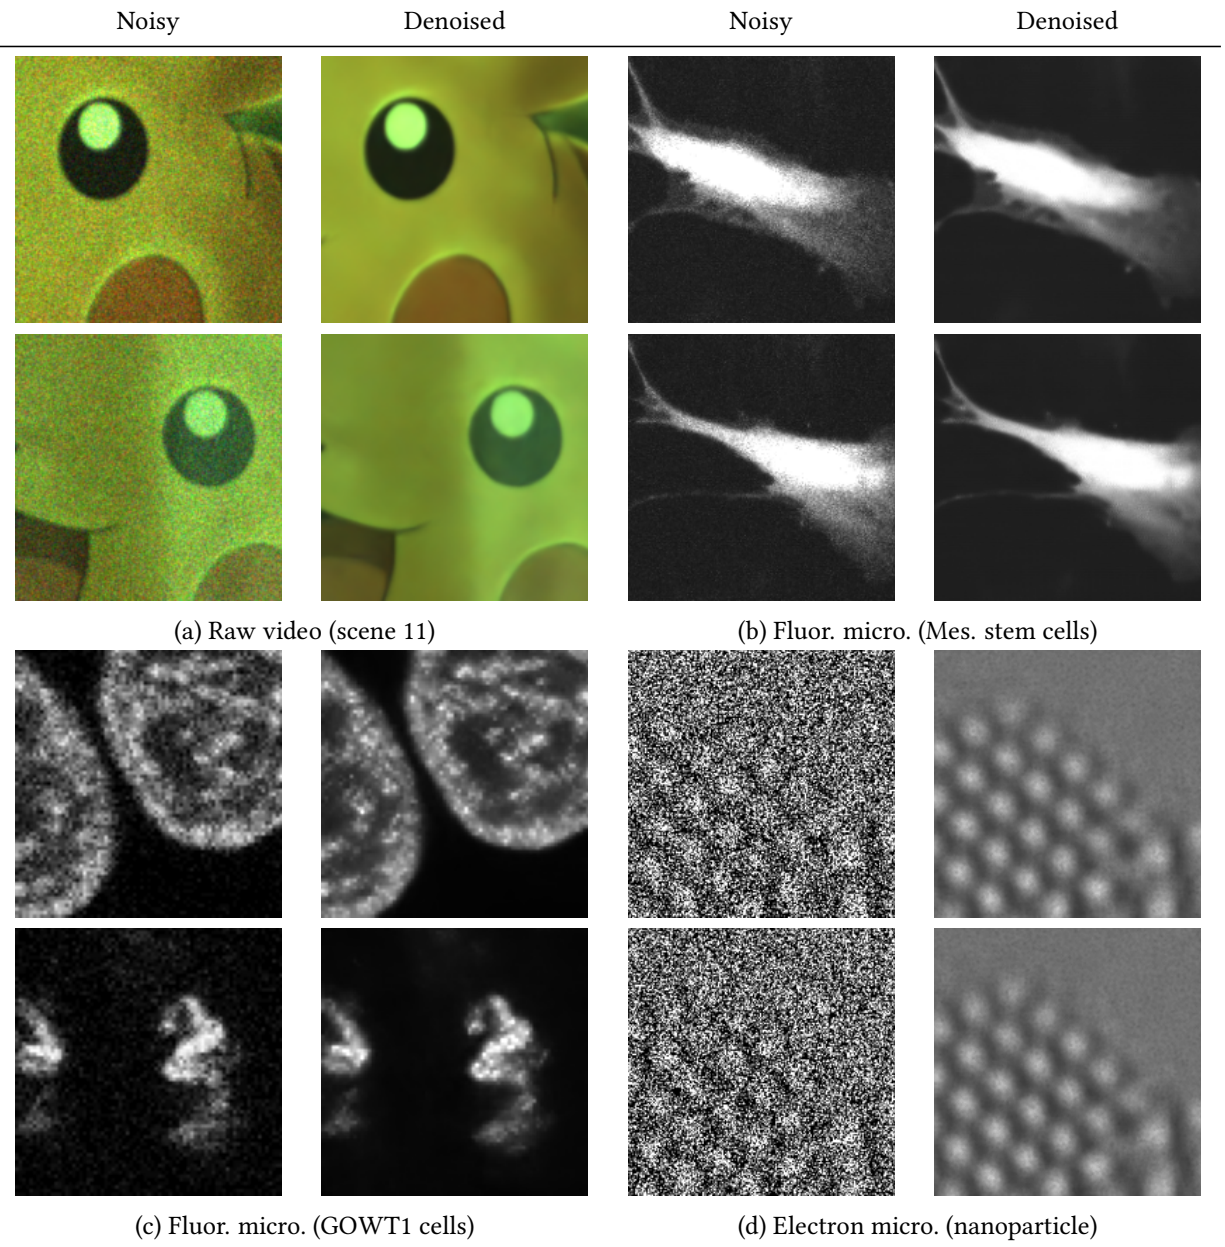 Noisy Denoised Noisy Denoised
(a) Raw video (scene 11) (b) Fluor. micro. (Mes. stem cells)
(c) Fluor. micro. (GOWT1 cells) (d) Electron micro. (nanoparticle)